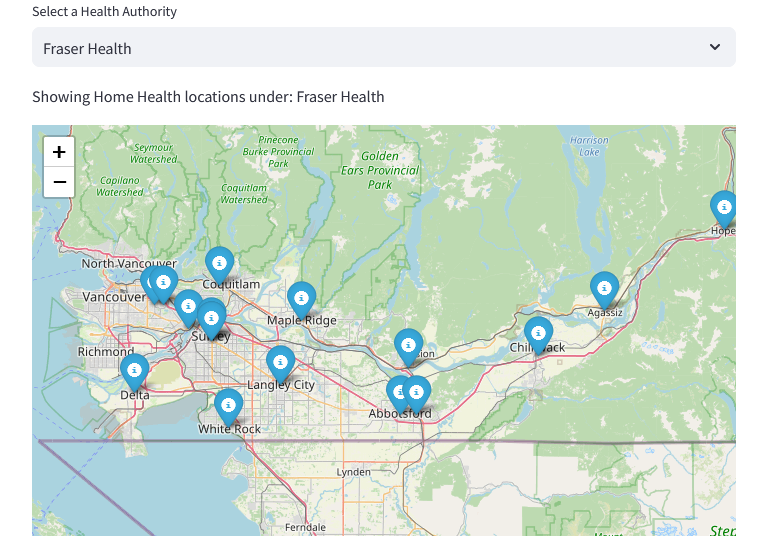 Select a Health Authority
Fraser Health
Showing Home Health locations under: Fraser Health
+
−
Seymour
Watershed
Pinecone
Burke Provincial
Park
Golden
Ears Provincial
Park
Harrison
Lake
Capilano
Watershed
Coquitlam
Watershed
Hope
North Vancouver
Coquitlam
Vancouver
Maple Ridge
Agassiz
Surrey
Richmond
sion
Chilliwack
Langley City
Delta
Abbotsford
White Rock
Lynden
Ferndale
Step